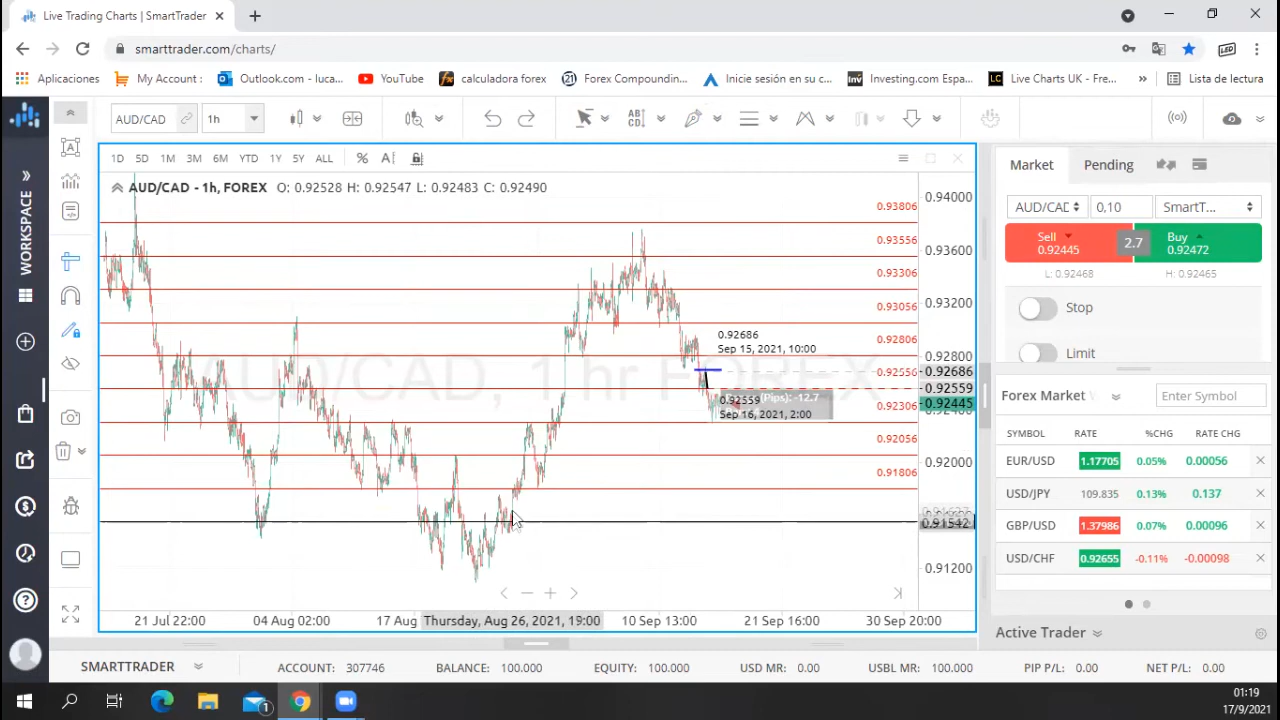 Live Trading Charts | SmartTrader
smarttrader.com/charts/
Aplicaciones
My Account :
Outlook.com - luca...
YouTube
calculadora forex
Forex Compoundin...
Inicie sesión en su c...
Investing.com Espa...
Live Charts UK - Fre...
»
Lista de lectura
AUD/CAD
1h
WORKSPACE
1D 5D 1M 3M 6M YTD 1Y 5Y ALL
AUD/CAD - 1h, FOREX O: 0.92528 H: 0.92547 L: 0.92483 C: 0.92490
AUD/CAD, 1 hr FOREX
0.93806
0.93556
0.93306
0.93056
0.92806
0.92556
0.92306
0.92056
0.91806
0.92686
Sep 15, 2021, 10:00
(Pips): -12.7
0.92559
Sep 16, 2021, 2:00
0.94000
0.93600
0.93200
0.92800
0.92686
0.92559
0.92445
0.92000
0.91542
0.91200
21 Jul 22:00
04 Aug 02:00
17 Aug
Thursday, Aug 26, 2021, 19:00
10 Sep 13:00
21 Sep 16:00
30 Sep 20:00
Market
Pending
AUD/CAD
0,10
SmartT...
Sell
0.92445
2.7
Buy
0.92472
L: 0.92468
H: 0.92465
Stop
Limit
Forex Market
Enter Symbol
SYMBOL RATE %CHG RATE CHG
EUR/USD 1.17705 0.05% 0.00056
USD/JPY 109.835 0.13% 0.137
GBP/USD 1.37986 0.07% 0.00096
USD/CHF 0.92655 -0.11% -0.00098
Active Trader
SMARTTRADER
ACCOUNT: 307746
BALANCE: 100.000
EQUITY: 100.000
USD MR: 0.00
USBL MR: 100.000
PIP P/L: 0.00
NET P/L: 0.00
01:19
17/9/2021